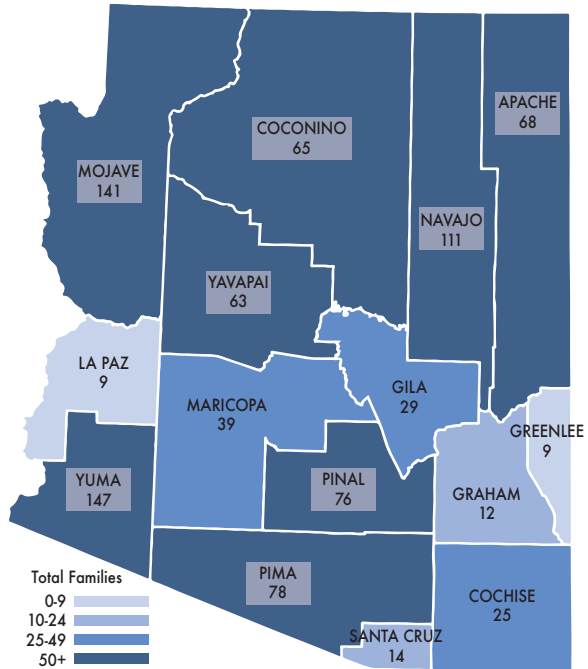 APACHE
68
COCONINO
65
MOJAVE
141
NAVAJO
111
YAVAPAI
63
LA PAZ
9
GILA
29
MARICOPA
39
GREENLEE
9
YUMA
147
PINAL
76
GRAHAM
12
PIMA
78
COCHISE
25
SANTA CRUZ
14
Total Families
0-9
10-24
25-49
50+